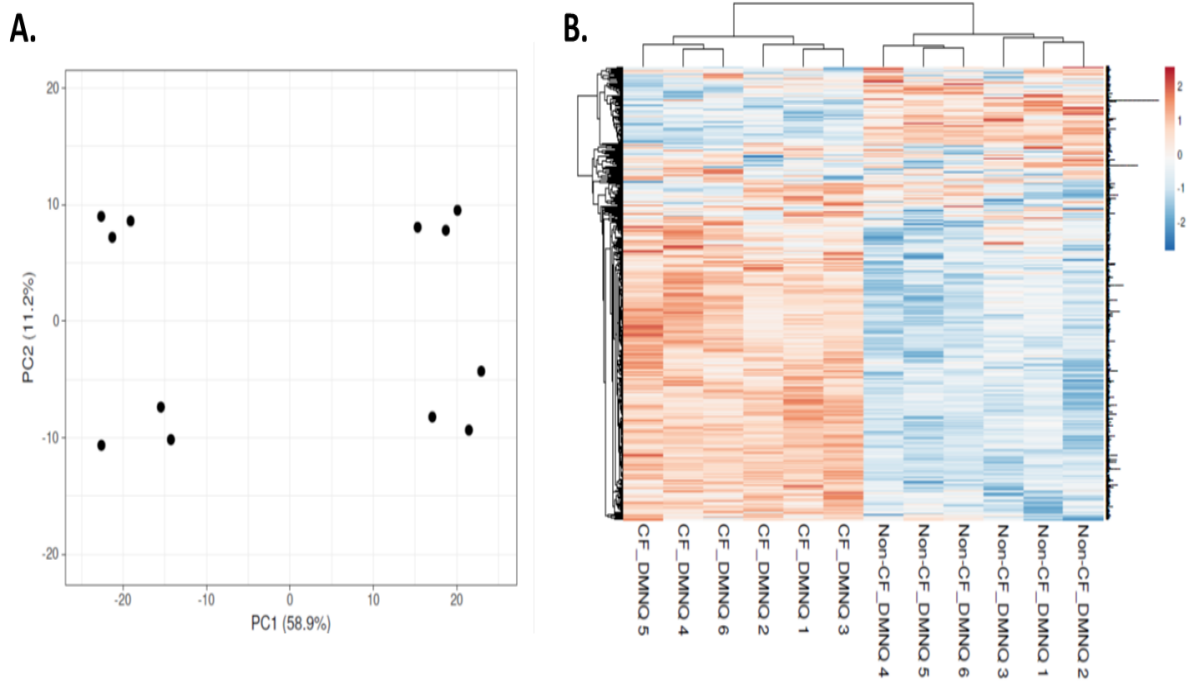 A.
20
10
0
-10
-20
PC2 (11.2%)
-20
-10
0
10
20
PC1 (58.9%)
B.
2
1
0
-1
-2
CF_DMNQ 5
CF_DMNQ 4
CF_DMNQ 6
CF_DMNQ 2
CF_DMNQ 1
CF_DMNQ 3
Non-CF_DMNQ 4
Non-CF_DMNQ 5
Non-CF_DMNQ 6
Non-CF_DMNQ 3
Non-CF_DMNQ 1
Non-CF_DMNQ 2